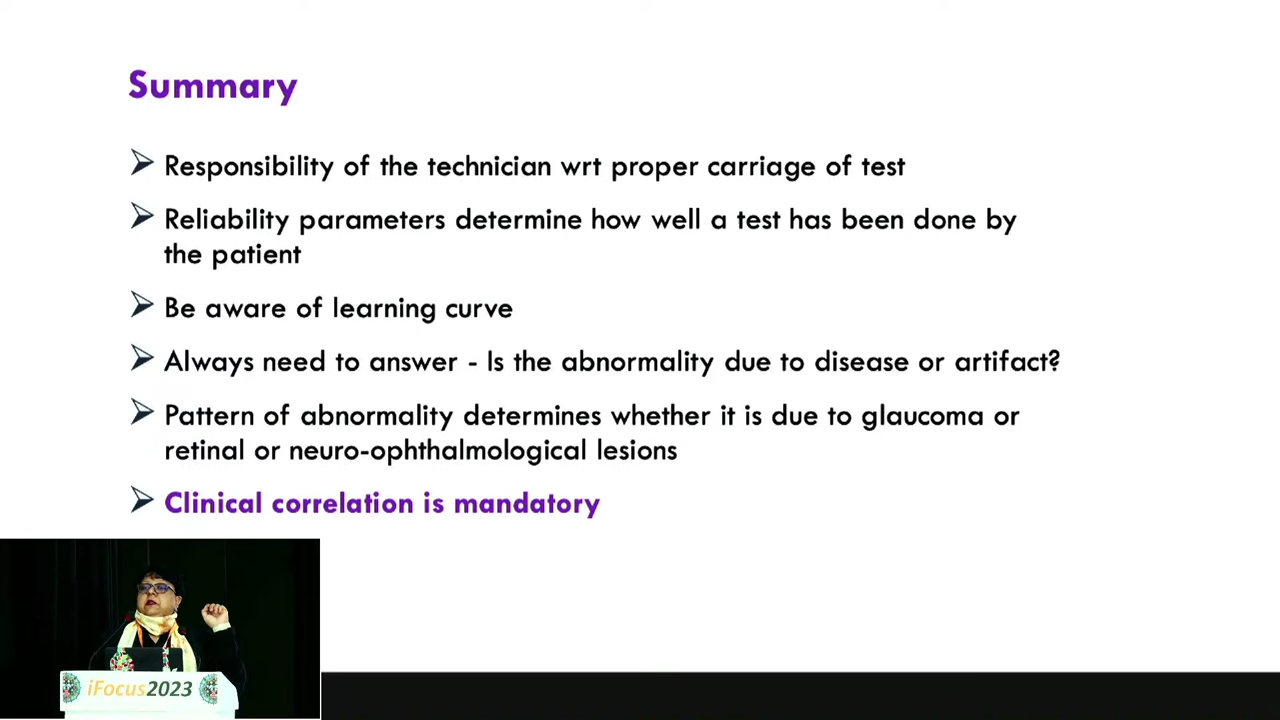 Summary
Responsibility of the technician wrt proper carriage of test
Reliability parameters determine how well a test has been done by
the patient
Be aware of learning curve
Always need to answer - Is the abnormality due to disease or artifact?
Pattern of abnormality determines whether it is due to glaucoma or
retinal or neuro-ophthalmological lesions
Clinical correlation is mandatory
iFocus2023